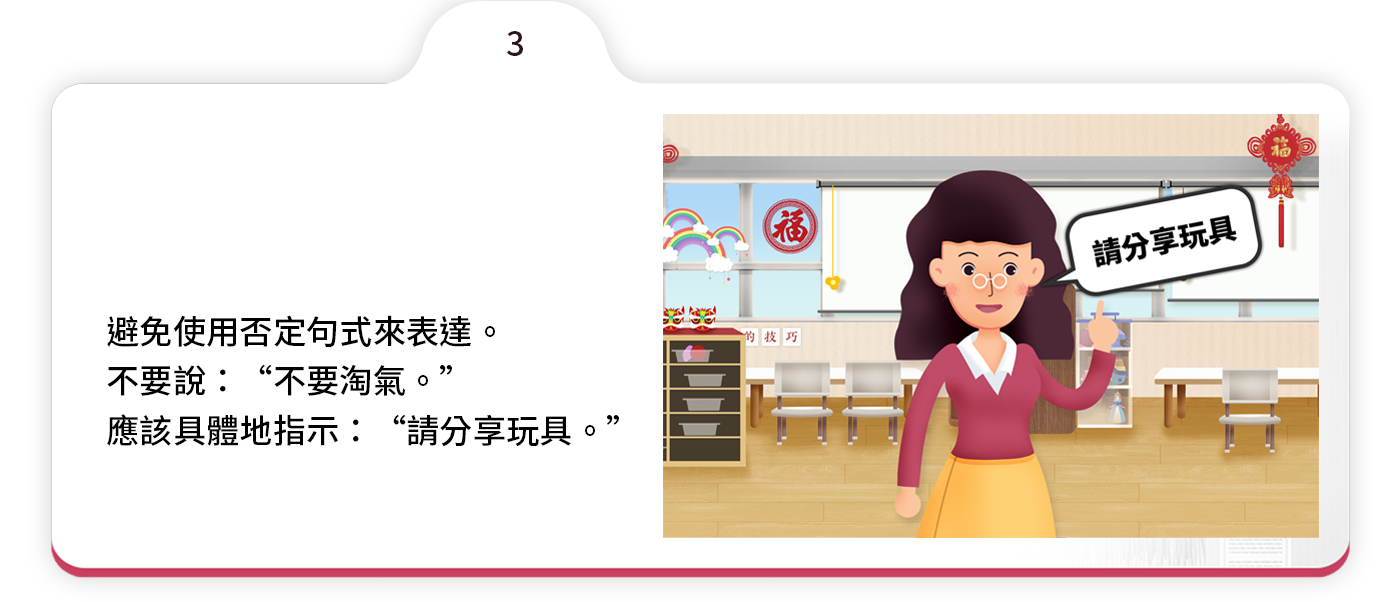 3
避免使用否定句式來表達。
不要說：“不要淘氣。”
應該具體地指示：“請分享玩具。”
福
福
請分享玩具
的技巧